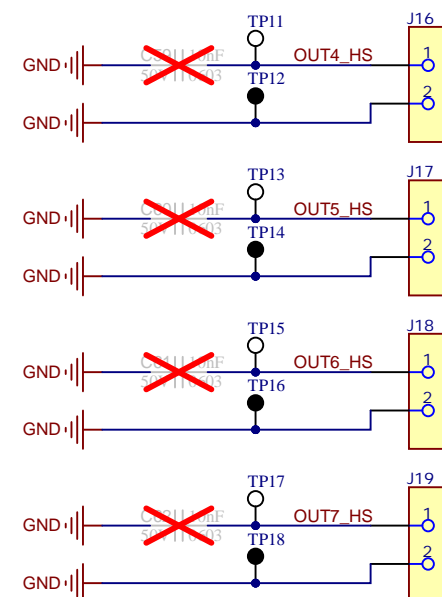 J16
TP11
OUT4_HS
1
GND
TP12
2
GND
J17
TP13
OUT5_HS
1
GND
TP14
2
GND
J18
TP15
OUT6_HS
1
GND
TP16
2
GND
J19
TP17
OUT7_HS
1
GND
TP18
2
GND